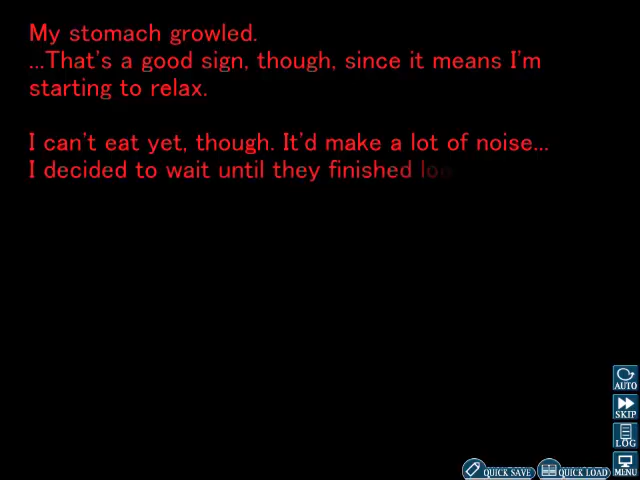 My stomach growled.
...That's a good sign, though, since it means I'm
starting to relax.
I can't eat yet, though. It'd make a lot of noise...
I decided to wait until they finished
AUTO
SKIP
LOG
MENU
QUICK SAVE
QUICK LOAD